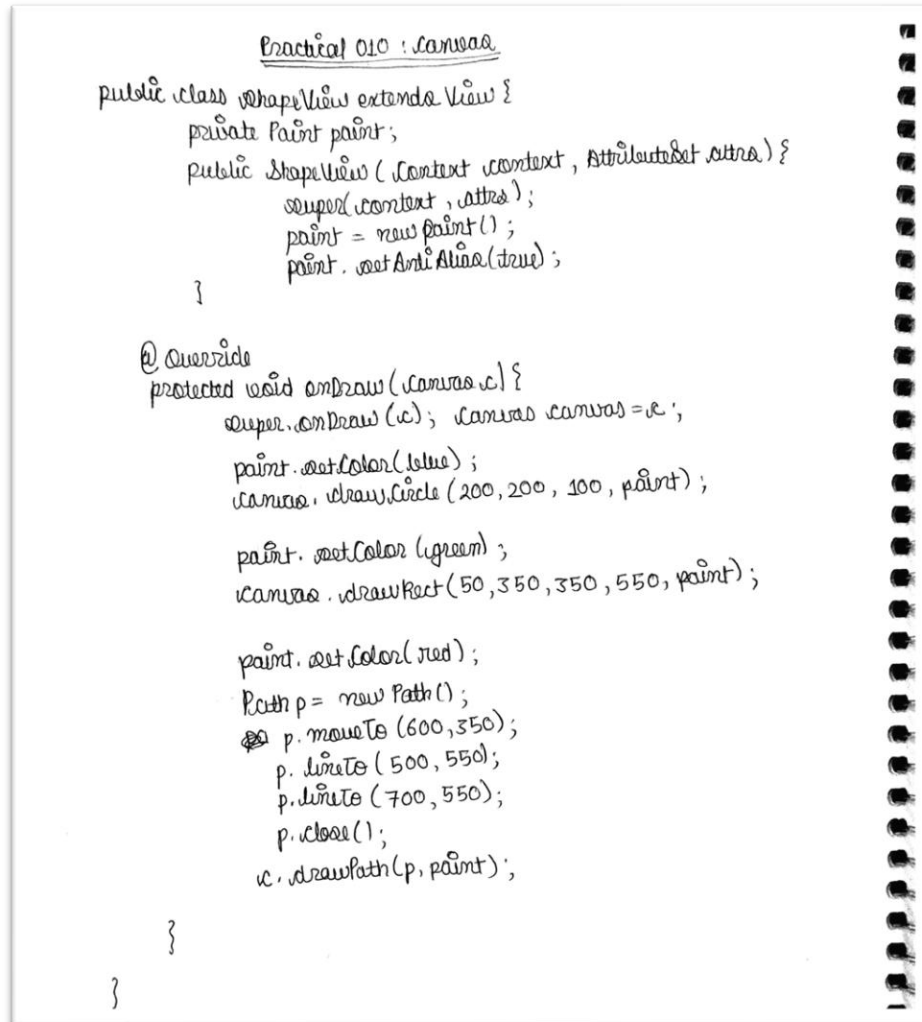 Practical 010 : Canvas
public class ShapeView extends View {
private Paint paint;
public ShapeView ( Context context , AttributeSet attrs ) {
super( context , attrs );
paint = new paint() ;
paint. setAntiAlias(true) ;
}
@ Override
protected void onDraw ( Canvas c) {
super. onDraw (c) ; Canvas canvas = c ;
paint. setColor( blue ) ;
canvas. drawCircle ( 200, 200 , 100 , paint ) ;
paint. setColor (green) ;
canvas. drawRect ( 50 , 350 , 350 , 550 , paint ) ;
paint. setColor( red ) ;
Path p = new Path() ;
p. moveTo ( 600 , 350) ;
p. lineTo ( 500 , 550) ;
p. lineTo ( 700 , 550) ;
p. close() ;
c. drawPath( p , paint ) ;
}
}